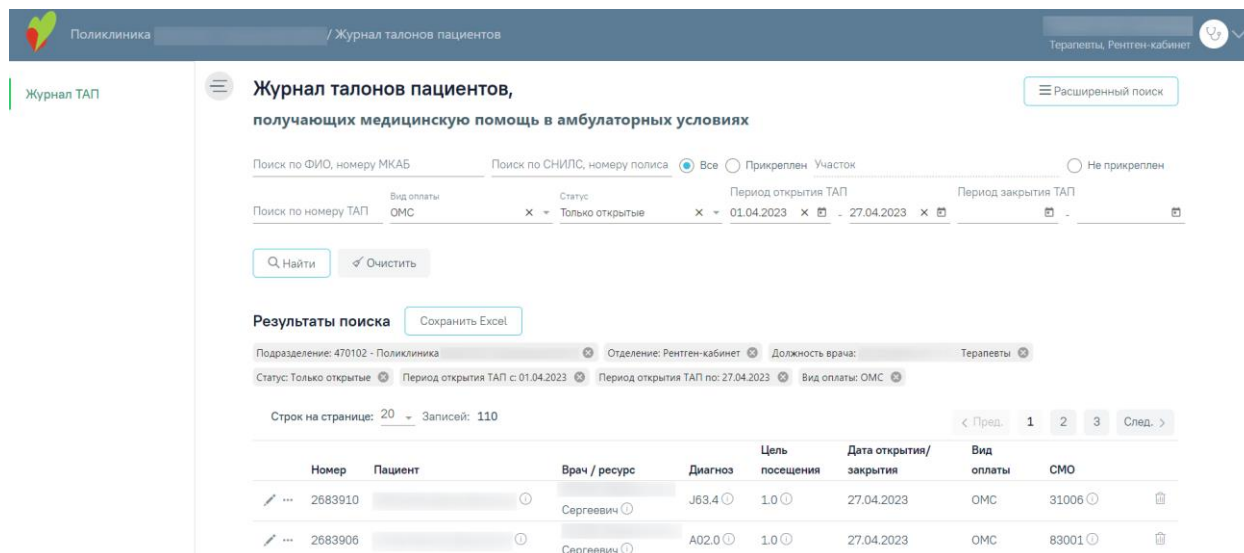 Поликлиника / Журнал талонов пациентов
Терапевты, Рентген-кабинет
Журнал ТАП
Журнал талонов пациентов,
Расширенный поиск
получающих медицинскую помощь в амбулаторных условиях
Поиск по ФИО, номеру МКАБ Поиск по СНИЛС, номеру полиса Все Прикреплен Участок Не прикреплен
Вид оплаты Статус Период открытия ТАП Период закрытия ТАП
Поиск по номеру ТАП ОМС Только открытые 01.04.2023 - 27.04.2023 -
Найти Очистить
Результаты поиска Сохранить Excel
Подразделение: 470102 - Поликлиника Отделение: Рентген-кабинет Должность врача: Терапевты
Статус: Только открытые Период открытия ТАП с: 01.04.2023 Период открытия ТАП по: 27.04.2023 Вид оплаты: ОМС
Строк на странице: 20 Записей: 110 < Пред. 1 2 3 След. >
Цель Дата открытия/ Вид
Номер Пациент Врач / ресурс Диагноз посещения закрытия оплаты СМО
2683910 Сергеевич J63.4 1.0 27.04.2023 ОМС 31006
2683906 Сергеевич A02.0 1.0 27.04.2023 ОМС 83001